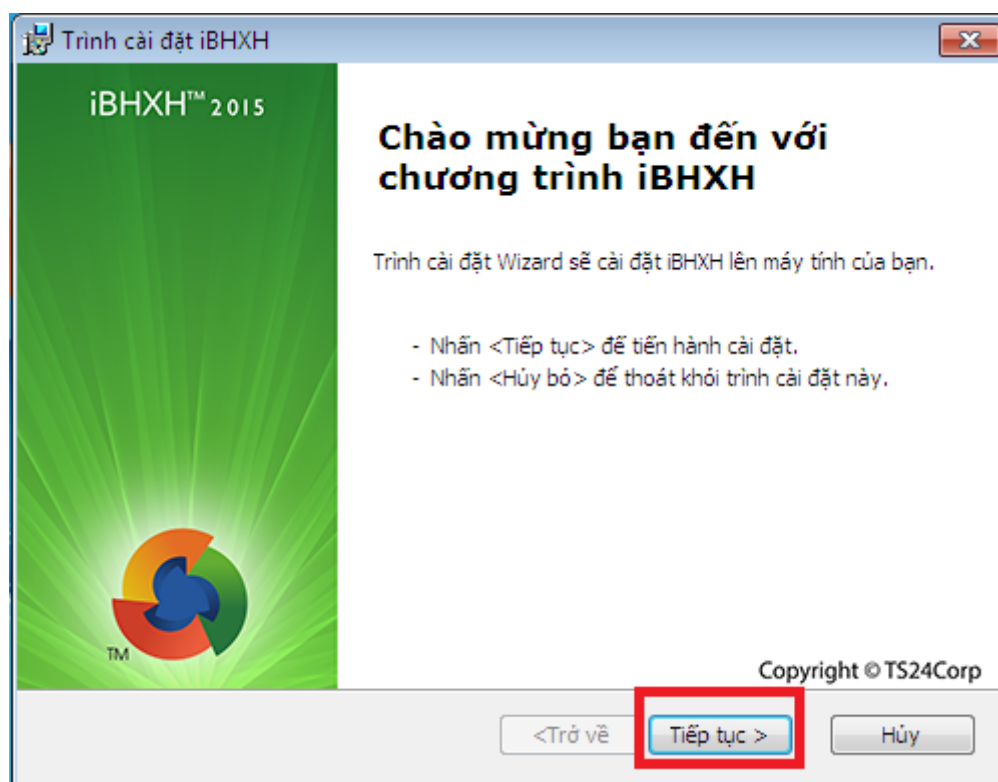 Trình cài đặt iBHXH
iBHXH™ 2015
Chào mừng bạn đến với
chương trình iBHXH
Trình cài đặt Wizard sẽ cài đặt iBHXH lên máy tính của bạn.
- Nhấn <Tiếp tục> để tiến hành cài đặt.
- Nhấn <Hủy bỏ> để thoát khỏi trình cài đặt này.
TM
Copyright © TS24Corp
<Trở về
Tiếp tục >
Hủy